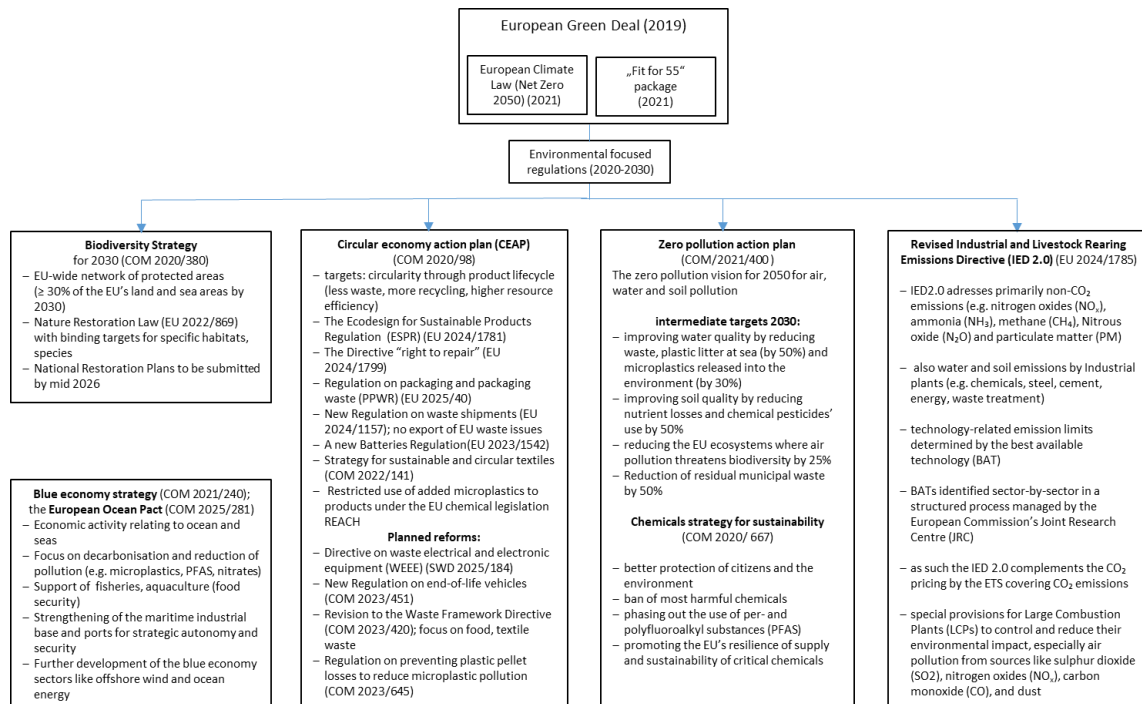 European Green Deal (2019)
European Climate
Law (Net Zero
2050) (2021)
„Fit for 55“
package
(2021)
Environmental focused
regulations (2020-2030)
Biodiversity Strategy
for 2030 (COM 2020/380)
– EU-wide network of protected areas
(≥ 30% of the EU’s land and sea areas by
2030)
– Nature Restoration Law (EU 2022/869)
with binding targets for specific habitats,
species
– National Restoration Plans to be submitted
by mid 2026
Blue economy strategy (COM 2021/240);
the European Ocean Pact (COM 2025/281)
– Economic activity relating to ocean and
seas
– Focus on decarbonisation and reduction of
pollution (e.g. microplastics, PFAS, nitrates)
– Support of fisheries, aquaculture (food
security)
– Strengthening of the maritime industrial
base and ports for strategic autonomy and
security
– Further development of the blue economy
sectors like offshore wind and ocean
energy
Circular economy action plan (CEAP)
(COM 2020/98)
– targets: circularity through product lifecycle
(less waste, more recycling, higher resource
efficiency)
– The Ecodesign for Sustainable Products
Regulation (ESPR) (EU 2024/1781)
– The Directive “right to repair” (EU
2024/1799)
– Regulation on packaging and packaging
waste (PPWR) (EU 2025/40)
– New Regulation on waste shipments (EU
2024/1157); no export of EU waste issues
– A new Batteries Regulation(EU 2023/1542)
– Strategy for sustainable and circular textiles
(COM 2022/141)
– Restricted use of added microplastics to
products under the EU chemical legislation
REACH
Planned reforms:
– Directive on waste electrical and electronic
equipment (WEEE) (SWD 2025/184)
– New Regulation on end-of-life vehicles
(COM 2023/451)
– Revision to the Waste Framework Directive
(COM 2023/420); focus on food, textile
waste
– Regulation on preventing plastic pellet
losses to reduce microplastic pollution
(COM 2023/645)
Zero pollution action plan
(COM/2021/400)
The zero pollution vision for 2050 for air,
water and soil pollution
intermediate targets 2030:
– improving water quality by reducing
waste, plastic litter at sea (by 50%) and
microplastics released into the
environment (by 30%)
– improving soil quality by reducing
nutrient losses and chemical pesticides’
use by 50%
– reducing the EU ecosystems where air
pollution threatens biodiversity by 25%
– Reduction of residual municipal waste
by 50%
Chemicals strategy for sustainability
(COM 2020/ 667)
– better protection of citizens and the
environment
– ban of most harmful chemicals
– phasing out the use of per- and
polyfluoroalkyl substances (PFAS)
– promoting the EU’s resilience of supply
and sustainability of critical chemicals
Revised Industrial and Livestock Rearing
Emissions Directive (IED 2.0) (EU 2024/1785)
– IED2.0 adresses primarily non-CO₂
emissions (e.g. nitrogen oxides (NOₓ),
ammonia (NH₃), methane (CH₄), Nitrous
oxide (N₂O) and particulate matter (PM)
– also water and soil emissions by Industrial
plants (e.g. chemicals, steel, cement,
energy, waste treatment)
– technology-related emission limits
determined by the best available
technology (BAT)
– BATs identified sector-by-sector in a
structured process managed by the
European Commission’s Joint Research
Centre (JRC)
– as such the IED 2.0 complements the CO₂
pricing by the ETS covering CO₂ emissions
– special provisions for Large Combustion
Plants (LCPs) to control and reduce their
environmental impact, especially air
pollution from sources like sulphur dioxide
(SO2), nitrogen oxides (NOₓ), carbon
monoxide (CO), and dust